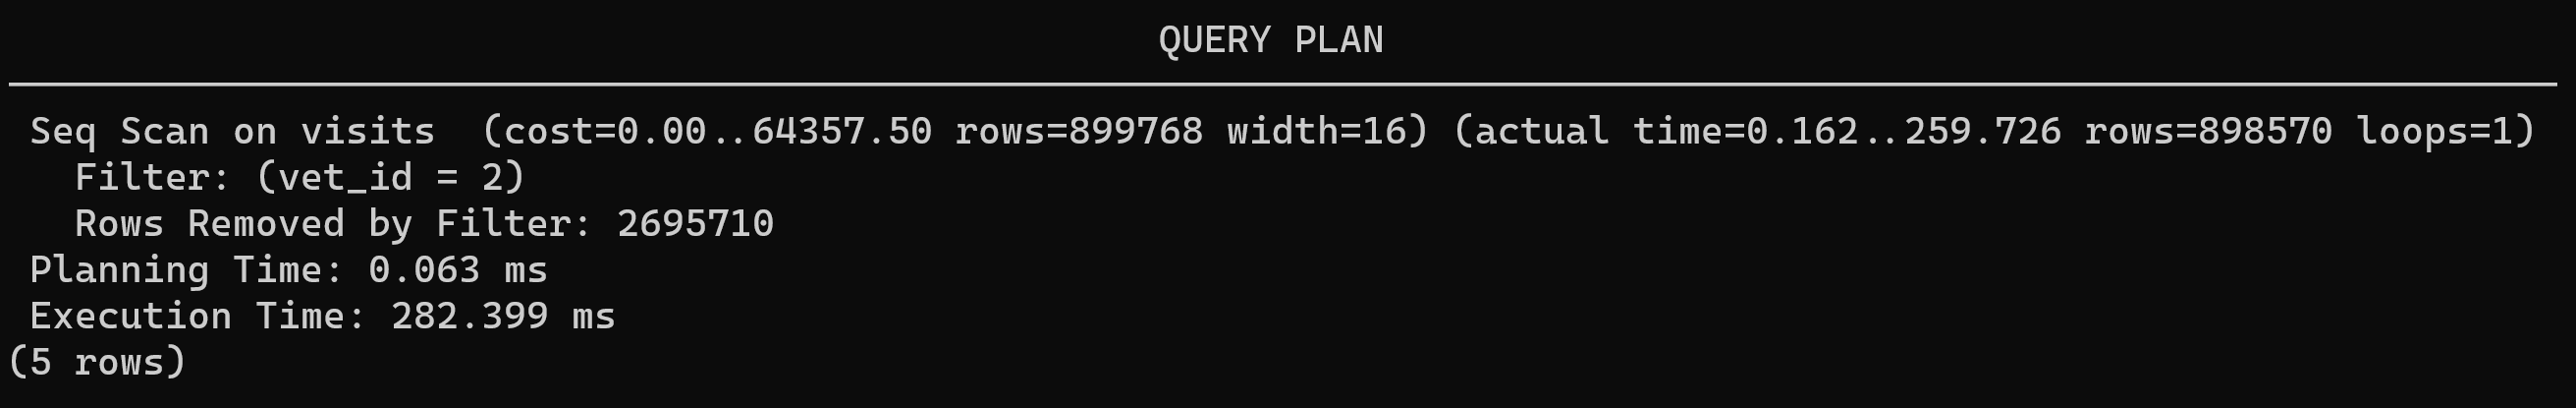 QUERY PLAN
Seq Scan on visits  (cost=0.00..64357.50 rows=899768 width=16) (actual time=0.162..259.726 rows=898570 loops=1)
  Filter: (vet_id = 2)
  Rows Removed by Filter: 2695710
Planning Time: 0.063 ms
Execution Time: 282.399 ms
(5 rows)